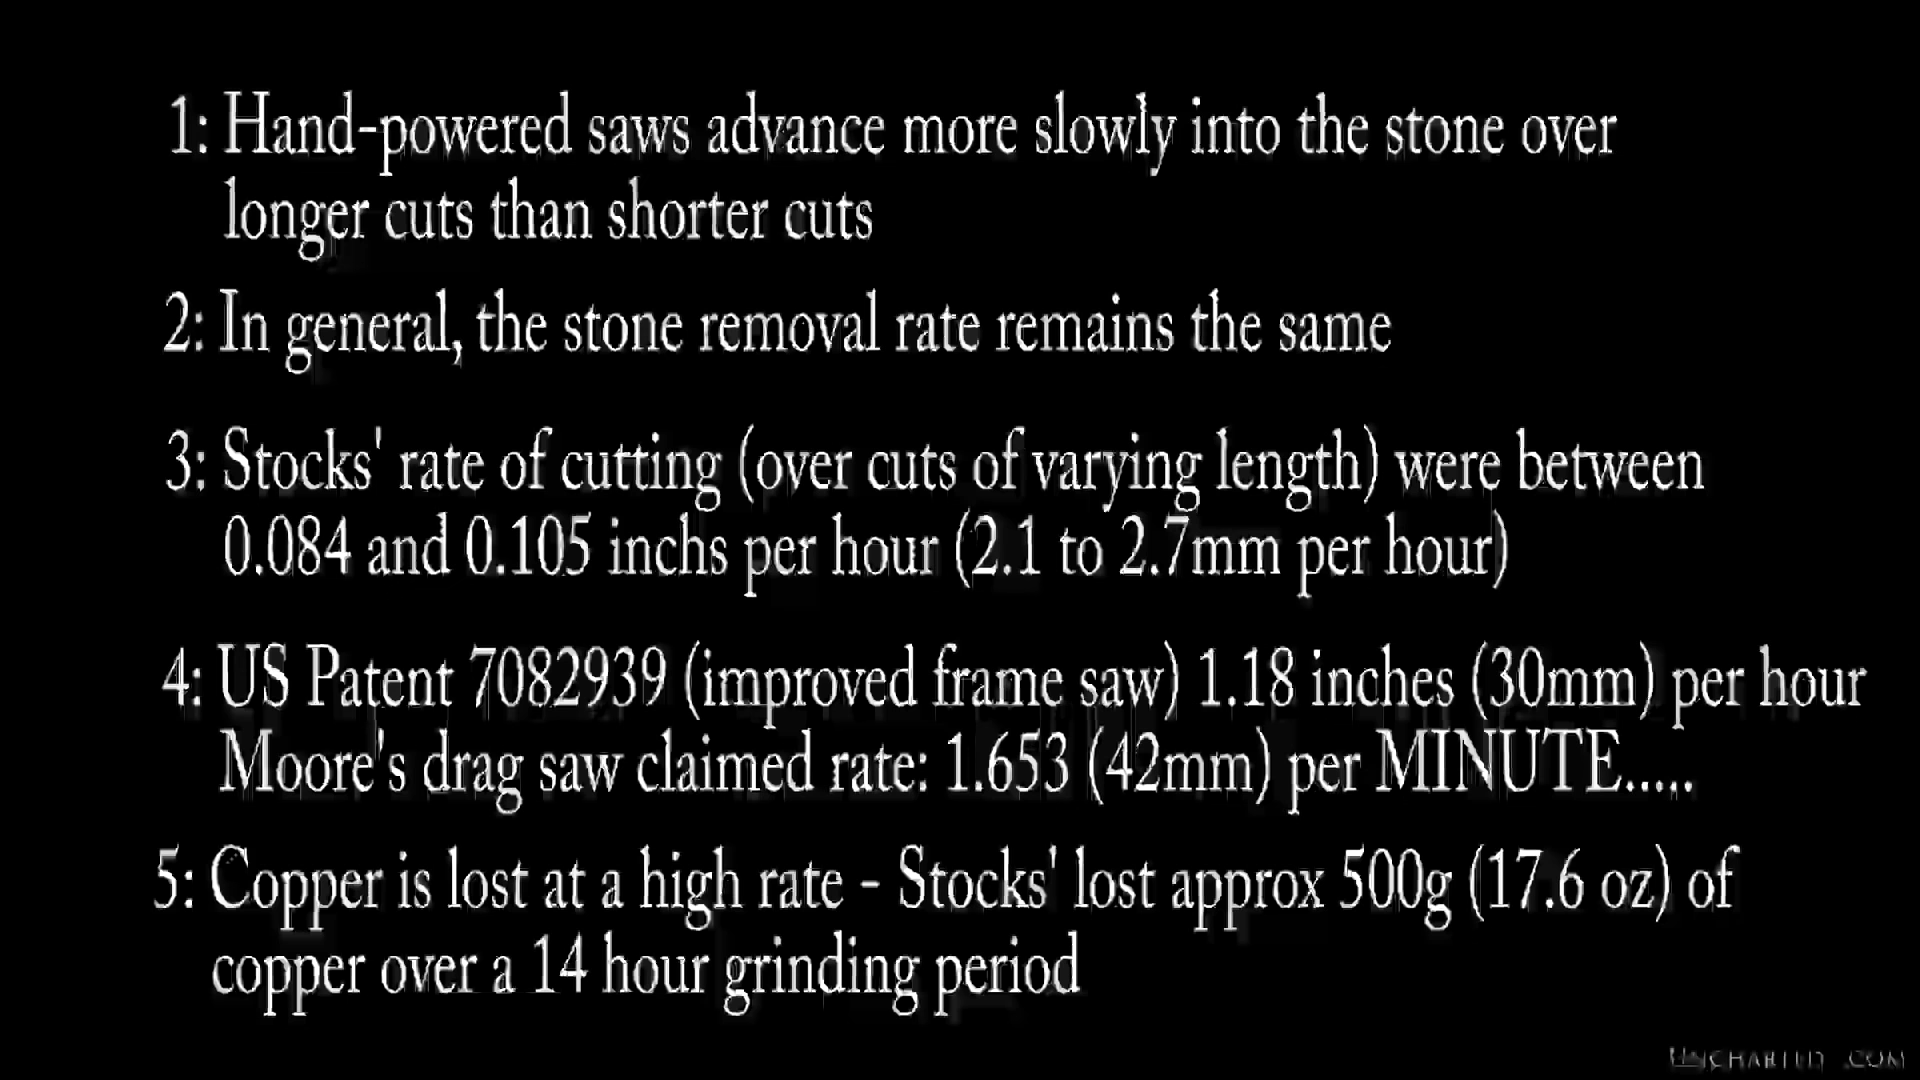 1: Hand-powered saws advance more slowly into the stone over
longer cuts than shorter cuts
2: In general, the stone removal rate remains the same
3: Stocks' rate of cutting (over cuts of varying length) were between
0.084 and 0.105 inchs per hour (2.1 to 2.7mm per hour)
4: US Patent 7082939 (improved frame saw) 1.18 inches (30mm) per hour
Moore's drag saw claimed rate: 1.653 (42mm) per MINUTE.....
5: Copper is lost at a high rate - Stocks' lost approx 500g (17.6 oz) of
copper over a 14 hour grinding period
.COM